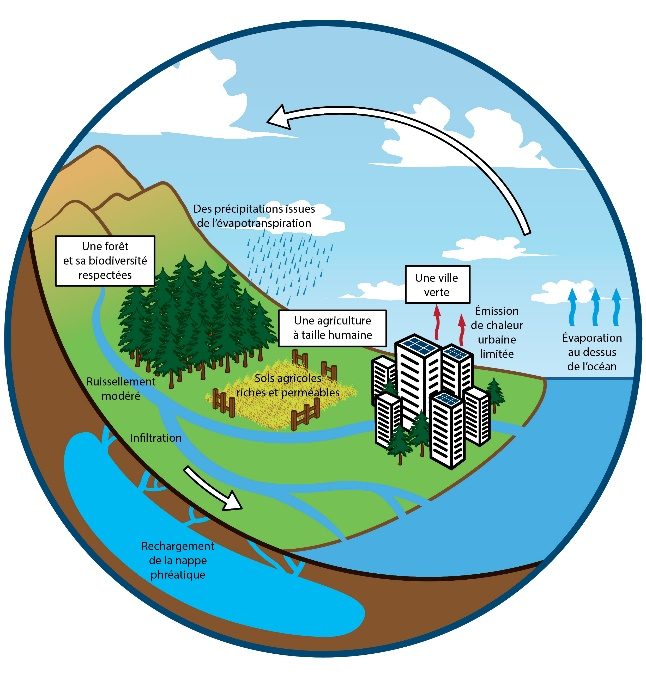 Des précipitations issues
de l'évapotranspiration
Une forêt
et sa biodiversité
respectées
Une ville
verte
Une agriculture
à taille humaine
Émission
de chaleur
urbaine
limitée
Évaporation
au dessus
de l'océan
Ruissellement
modéré
Sols agricoles
riches et perméables
Infiltration
Rechargement
de la nappe
phréatique